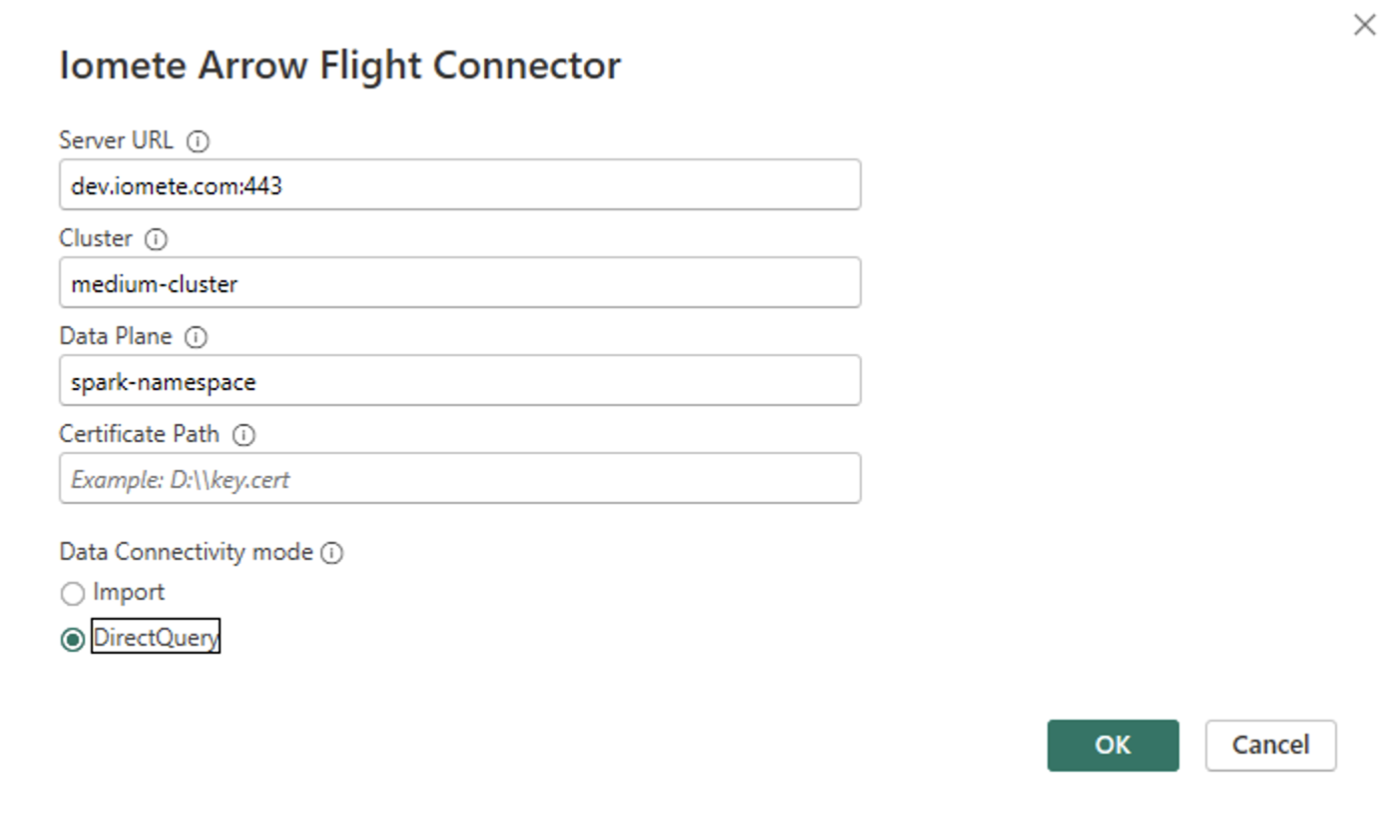 Iomete Arrow Flight Connector
Server URL
dev.iomete.com:443
Cluster
medium-cluster
Data Plane
spark-namespace
Certificate Path
Example: D:\\key.cert
Data Connectivity mode
Import
DirectQuery
OK Cancel